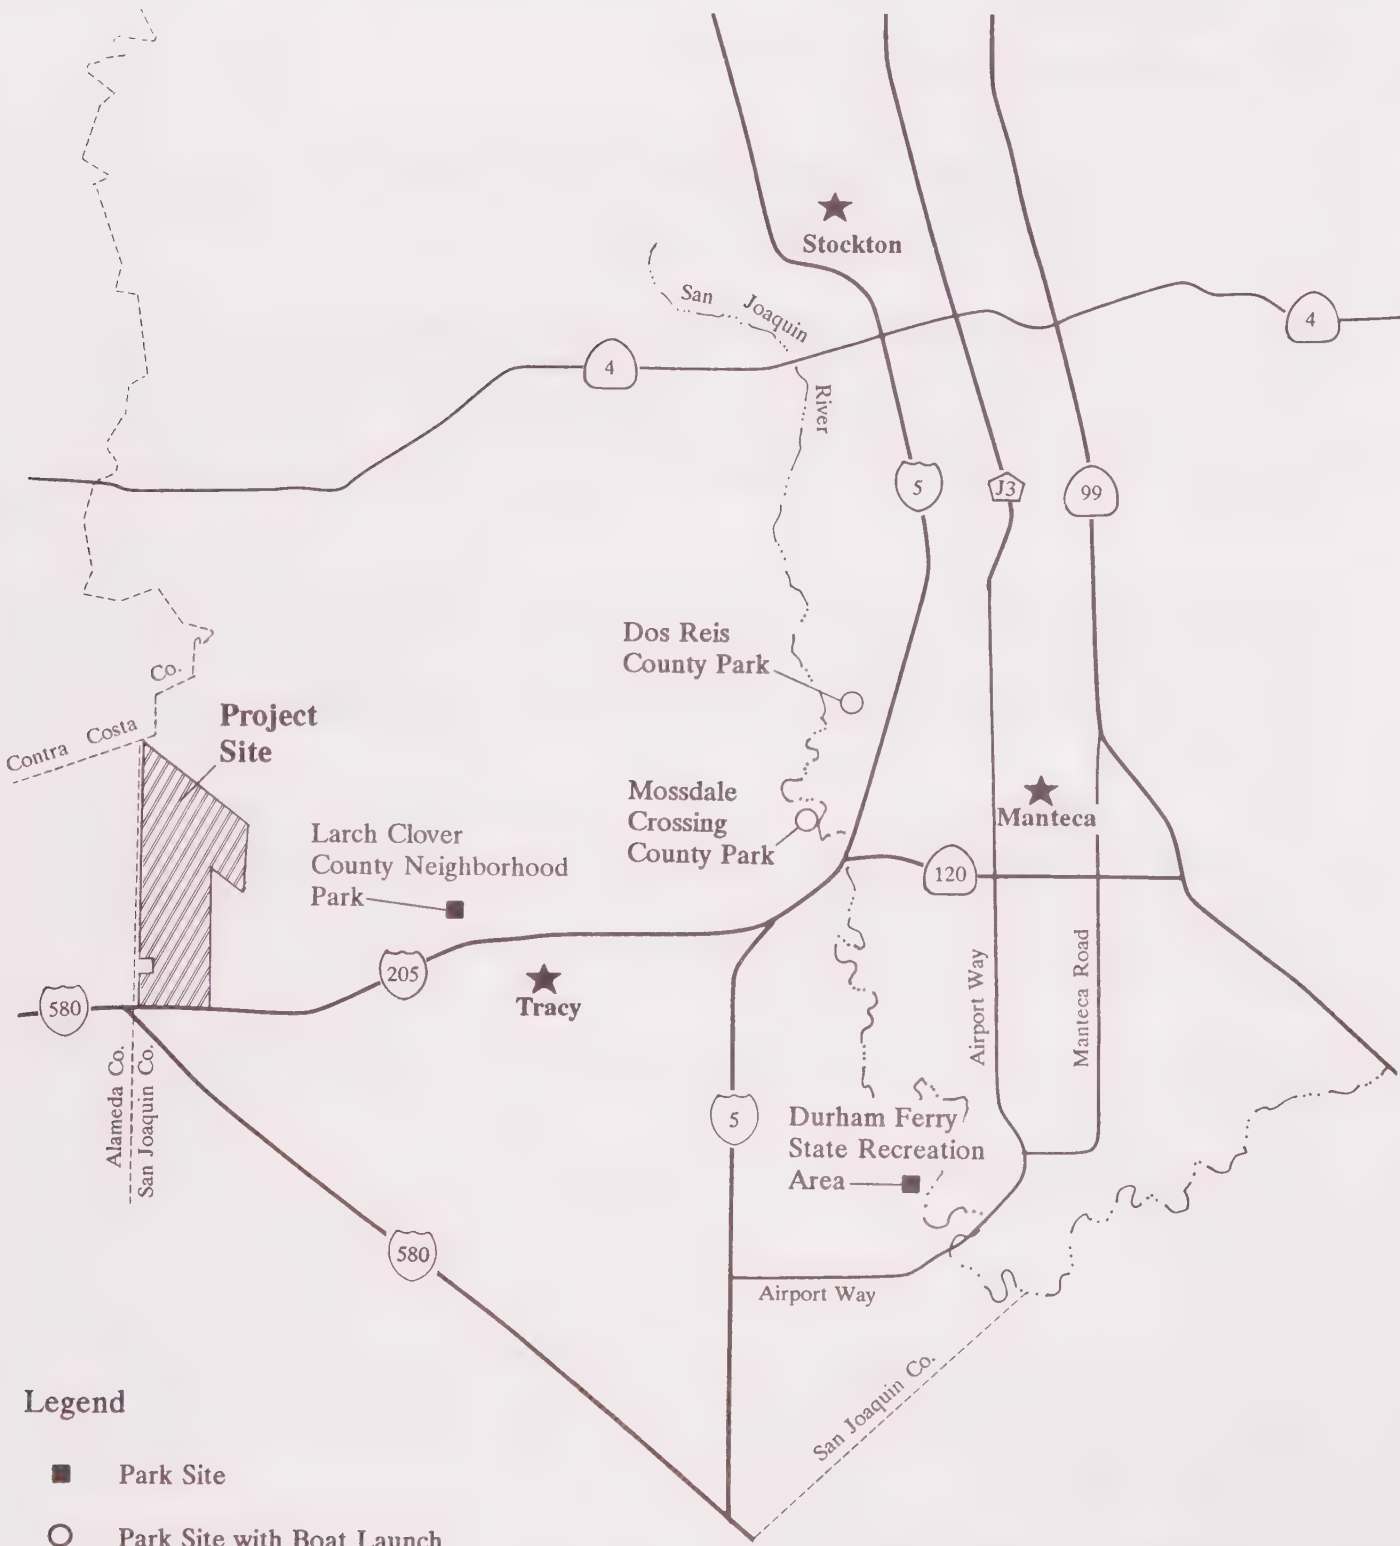 Stockton
San Joaquin
River
4
4
5
J3
99
Dos Reis
County Park
Co.
Contra Costa
Project
Site
Mossdale
Crossing
County Park
Manteca
Larch Clover
County Neighborhood
Park
120
205
Tracy
580
Airport Way
Manteca Road
Alameda Co.
San Joaquin Co.
5
Durham Ferry
State Recreation
Area
580
Airport Way
San Joaquin Co.
Legend
Park Site
Park Site with Boat Launch